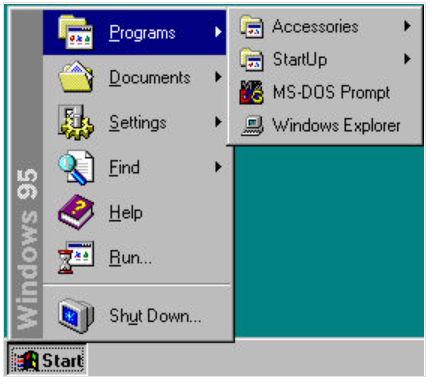 Programs
Documents
Settings
Find
Help
Run...
Shut Down...
Windows 95
Start
Accessories
StartUp
MS-DOS Prompt
Windows Explorer